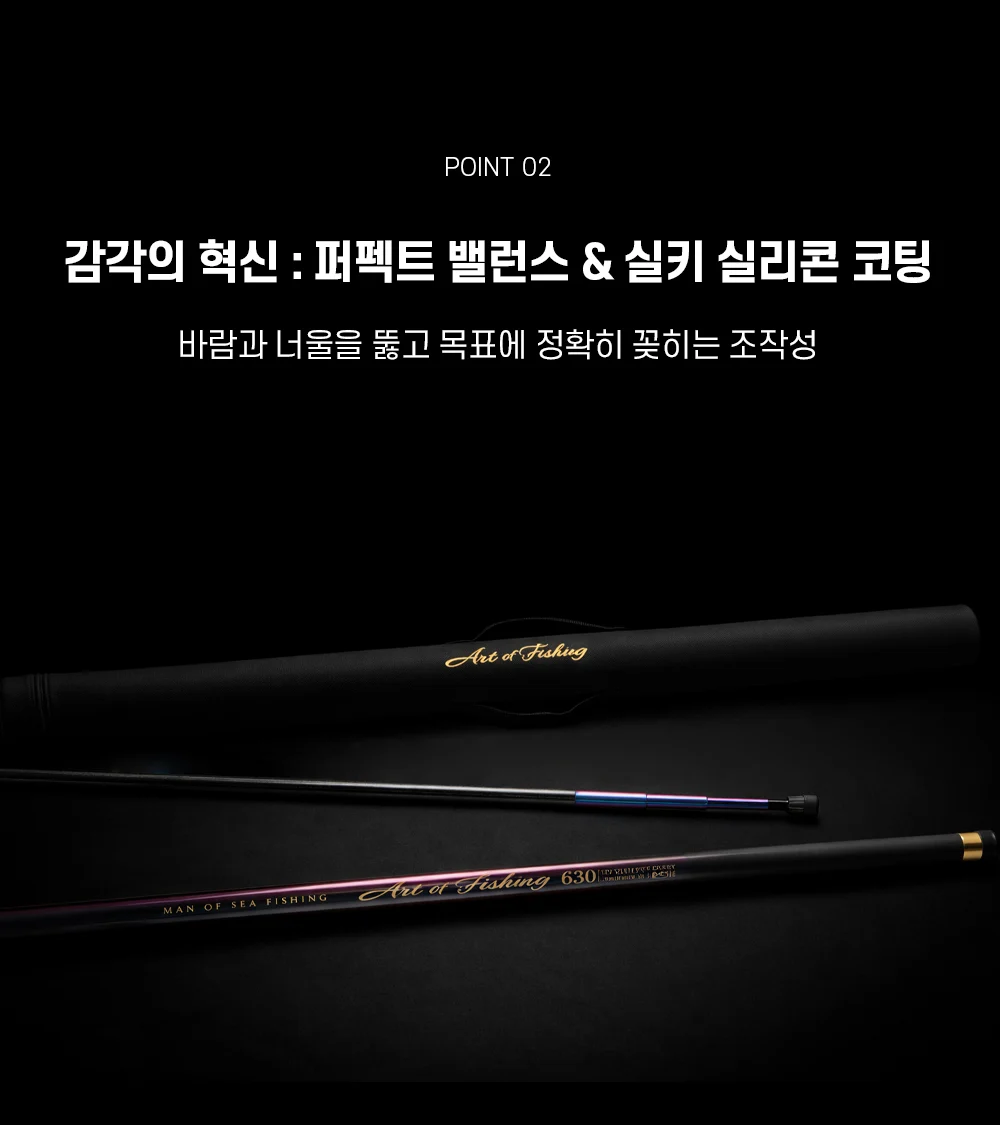 POINT 02
감각의 혁신 : 퍼펙트 밸런스 & 실키 실리콘 코팅
바람과 너울을 뚫고 목표에 정확히 꽂히는 조작성
Art of Fishing
MAN OF SEA FISHING Art of Fishing 630